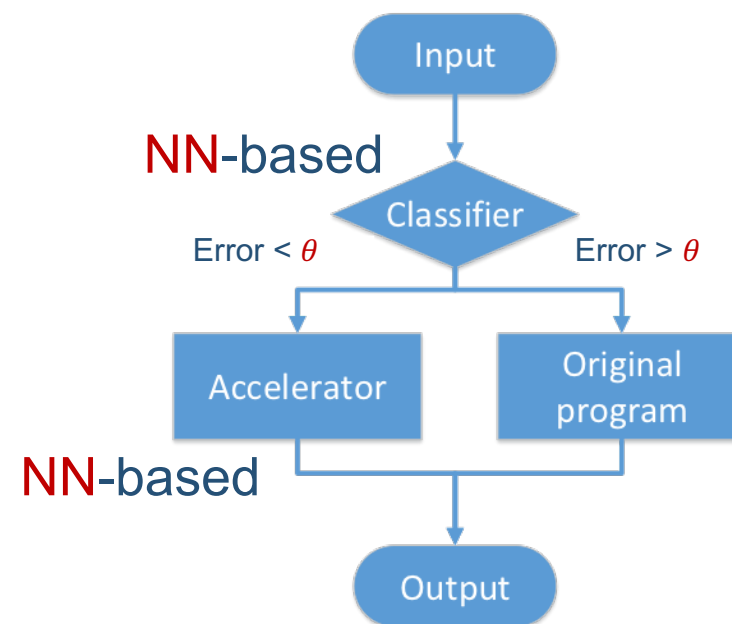 Input
NN-based
Classifier
Error < θ
Error > θ
Accelerator
Original
program
NN-based
Output